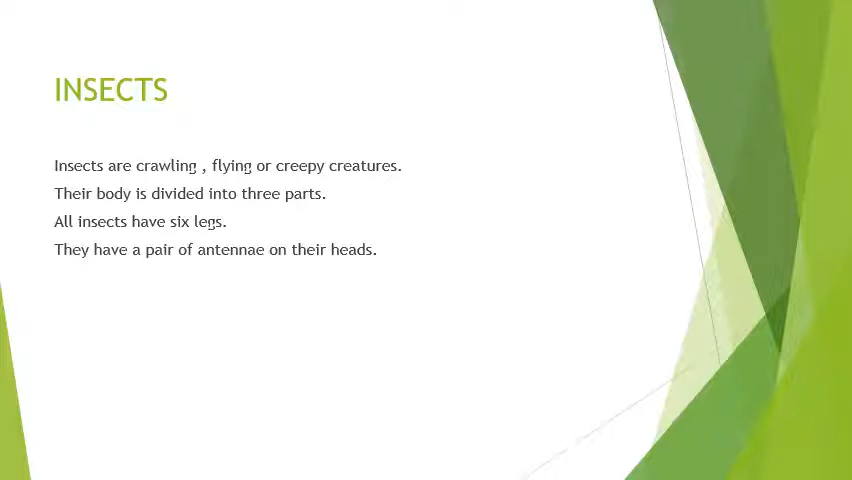 INSECTS
Insects are crawling , flying or creepy creatures.
Their body is divided into three parts.
All insects have six legs.
They have a pair of antennae on their heads.